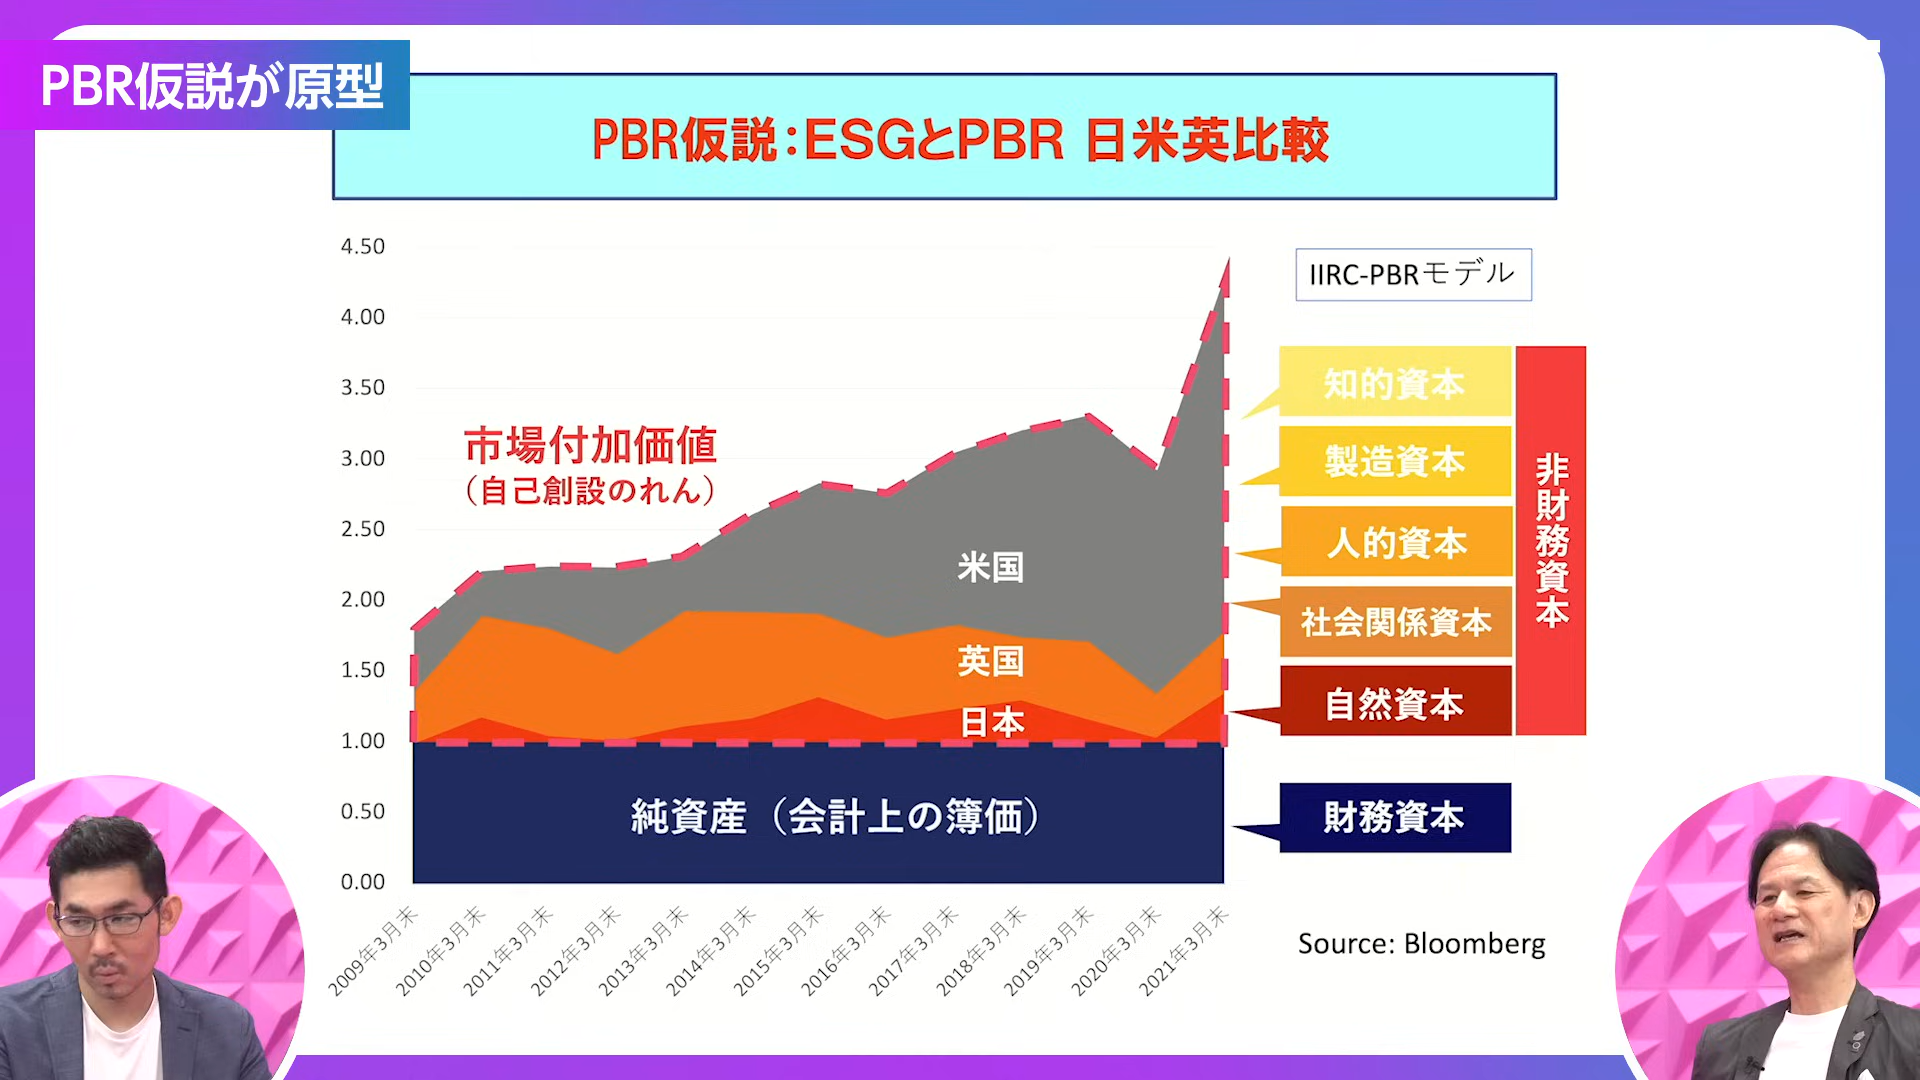 PBR仮説が原型
PBR仮説：ESGとPBR 日米英比較
4.50
4.00
3.50
3.00
2.50
2.00
1.50
1.00
0.50
0.00
市場付加価値
（自己創設のれん）
米国
英国
日本
純資産（会計上の簿価）
2009年3月末
2010年3月末
2011年3月末
2012年3月末
2013年3月末
2014年3月末
2015年3月末
2016年3月末
2017年3月末
2018年3月末
2019年3月末
2020年3月末
2021年3月末
IIRC-PBRモデル
知的資本
製造資本
人的資本
社会関係資本
自然資本
非財務資本
財務資本
Source: Bloomberg